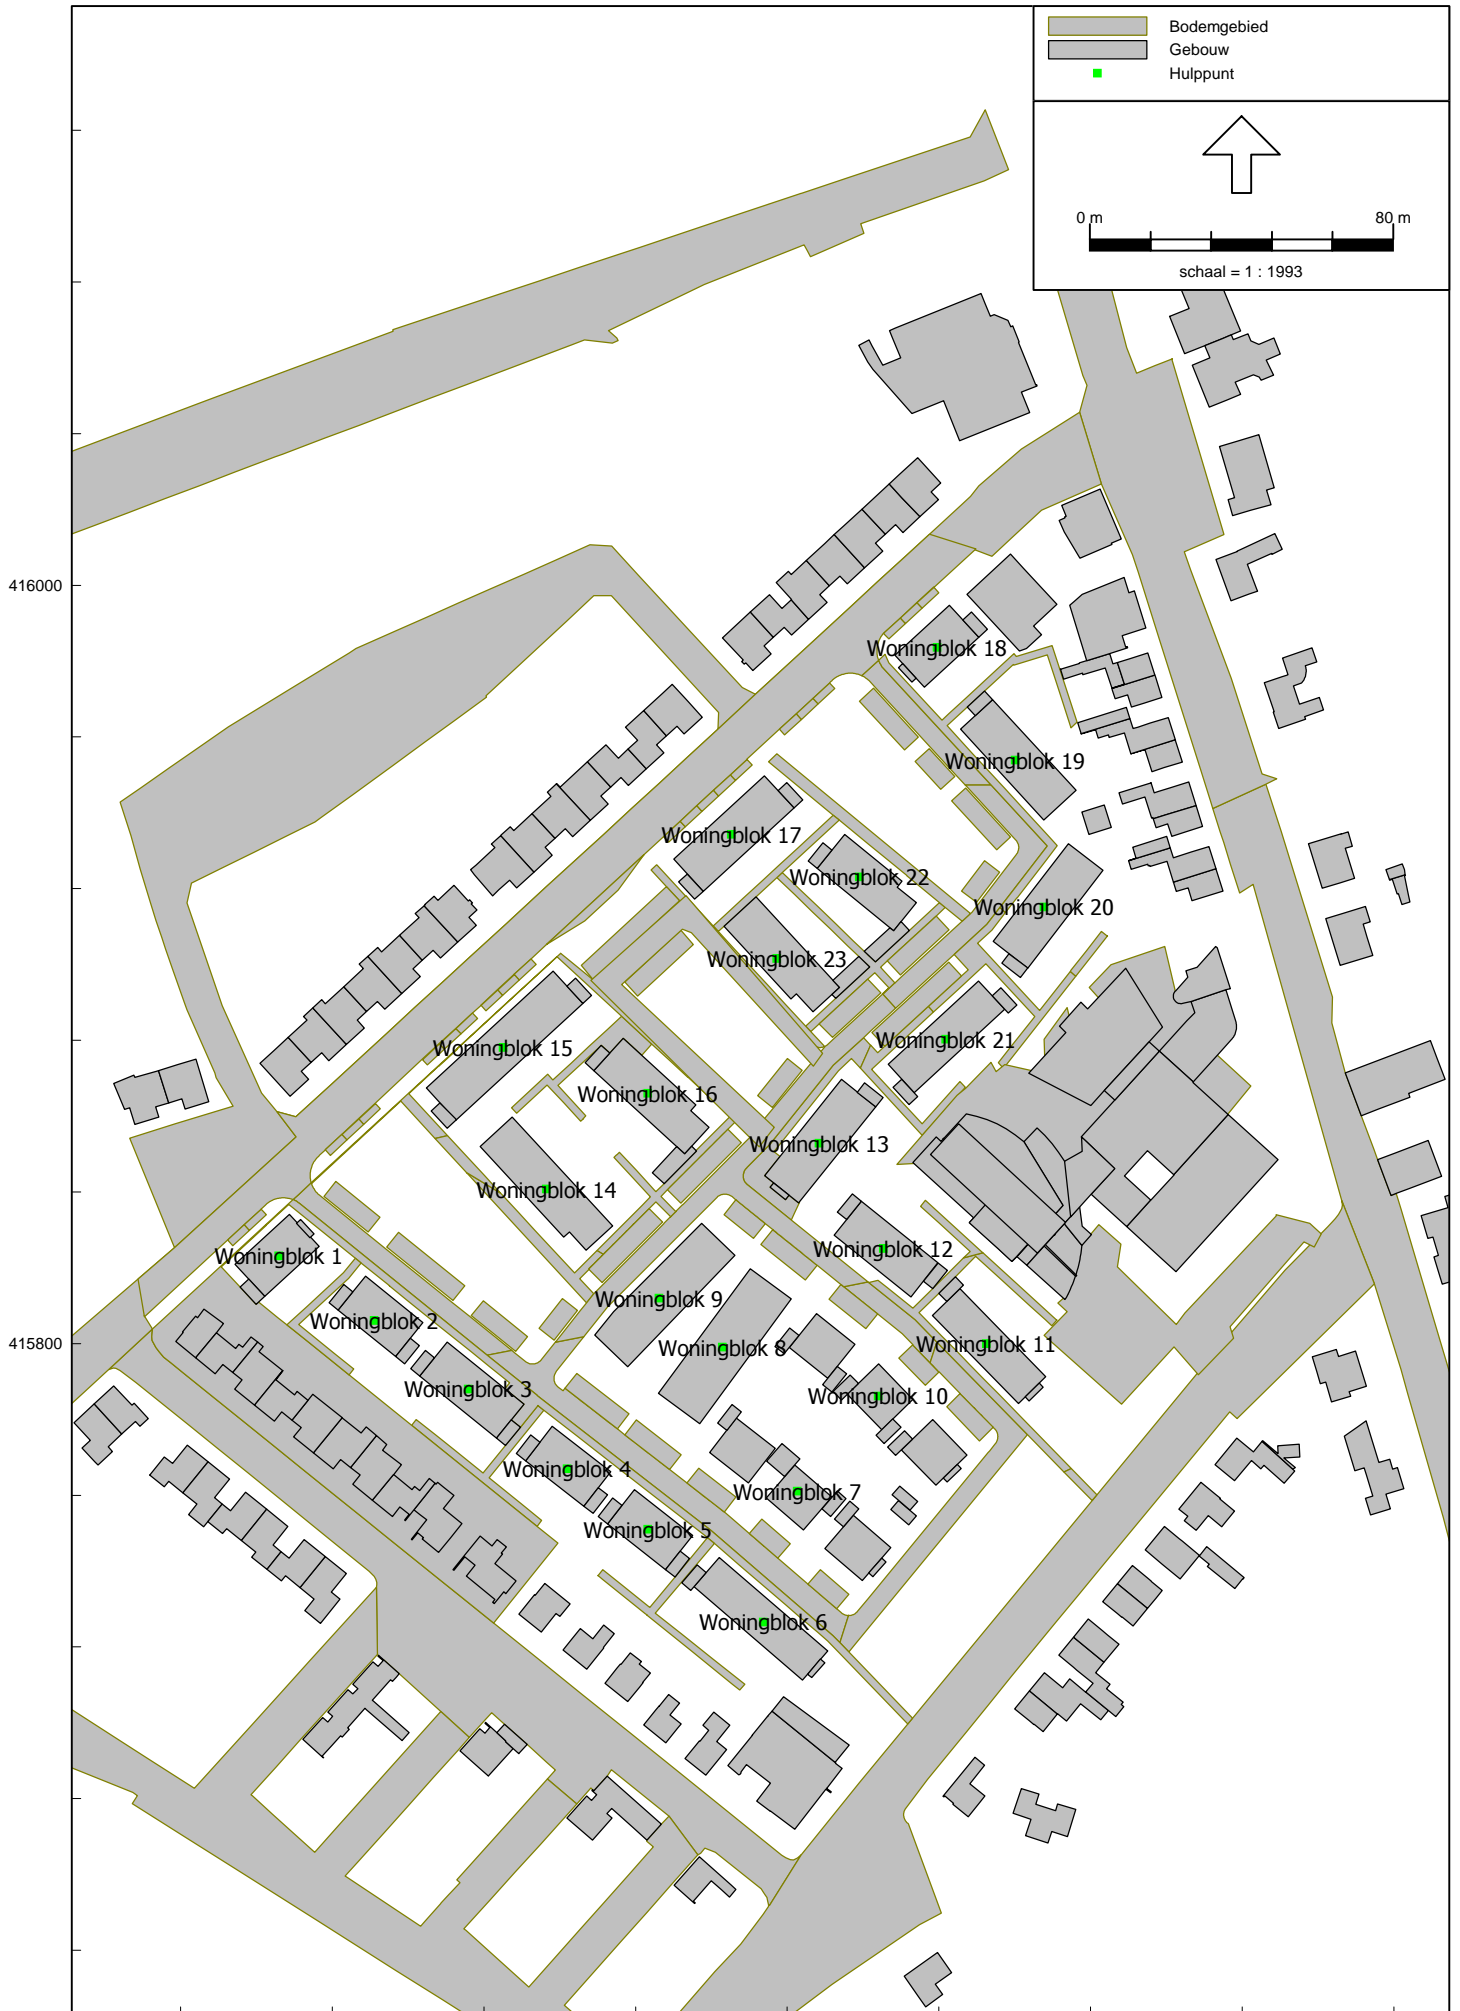 Bodemgebied
Gebouw
Hulppunt
0 m 80 m
schaal = 1 : 1993
416000
Woningblok 18
Woningblok 19
Woningblok 17
Woningblok 22
Woningblok 20
Woningblok 23
Woningblok 21
Woningblok 15
Woningblok 16
Woningblok 13
Woningblok 14
Woningblok 12
Woningblok 1
Woningblok 9
Woningblok 2
415800
Woningblok 8
Woningblok 11
Woningblok 3
Woningblok 10
Woningblok 4
Woningblok 7
Woningblok 5
Woningblok 6